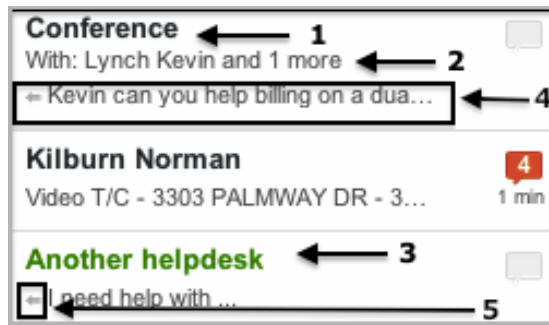 Conference 1
With: Lynch Kevin and 1 more 2
Kevin can you help billing on a dua... 4
Kilburn Norman 4
Video T/C - 3303 PALMWAY DR - 3... 1 min
Another helpdesk 3
I need help with ... 5